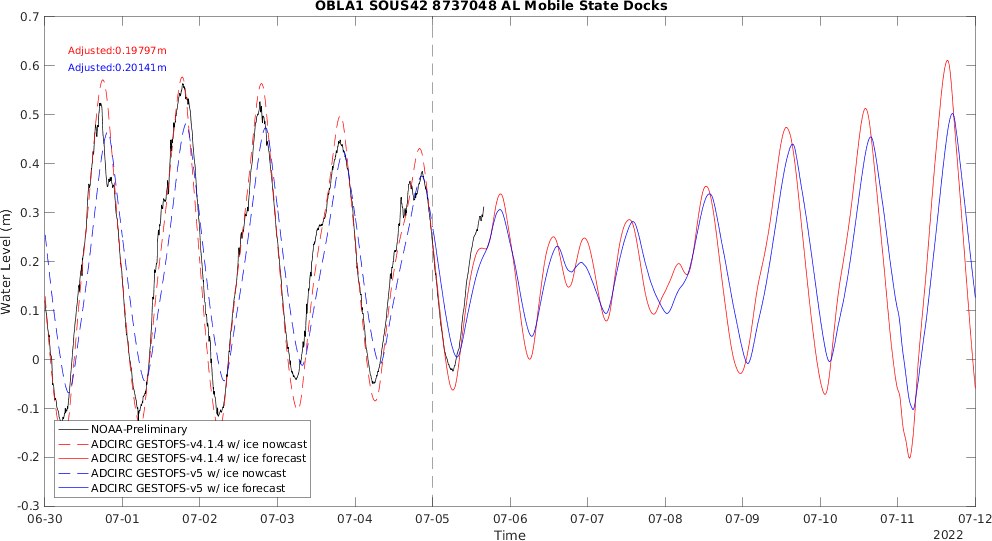 OBLA1 SOUS42 8737048 AL Mobile State Docks
Adjusted:0.19797m
Adjusted:0.20141m
Water Level (m)
0.7
0.6
0.5
0.4
0.3
0.2
0.1
0
-0.1
-0.2
-0.3
NOAA-Preliminary
ADCIRC GESTOFS-v4.1.4 w/ ice nowcast
ADCIRC GESTOFS-v4.1.4 w/ ice forecast
ADCIRC GESTOFS-v5 w/ ice nowcast
ADCIRC GESTOFS-v5 w/ ice forecast
06-30 07-01 07-02 07-03 07-04 07-05 07-06 07-07 07-08 07-09 07-10 07-11 07-12
Time
2022